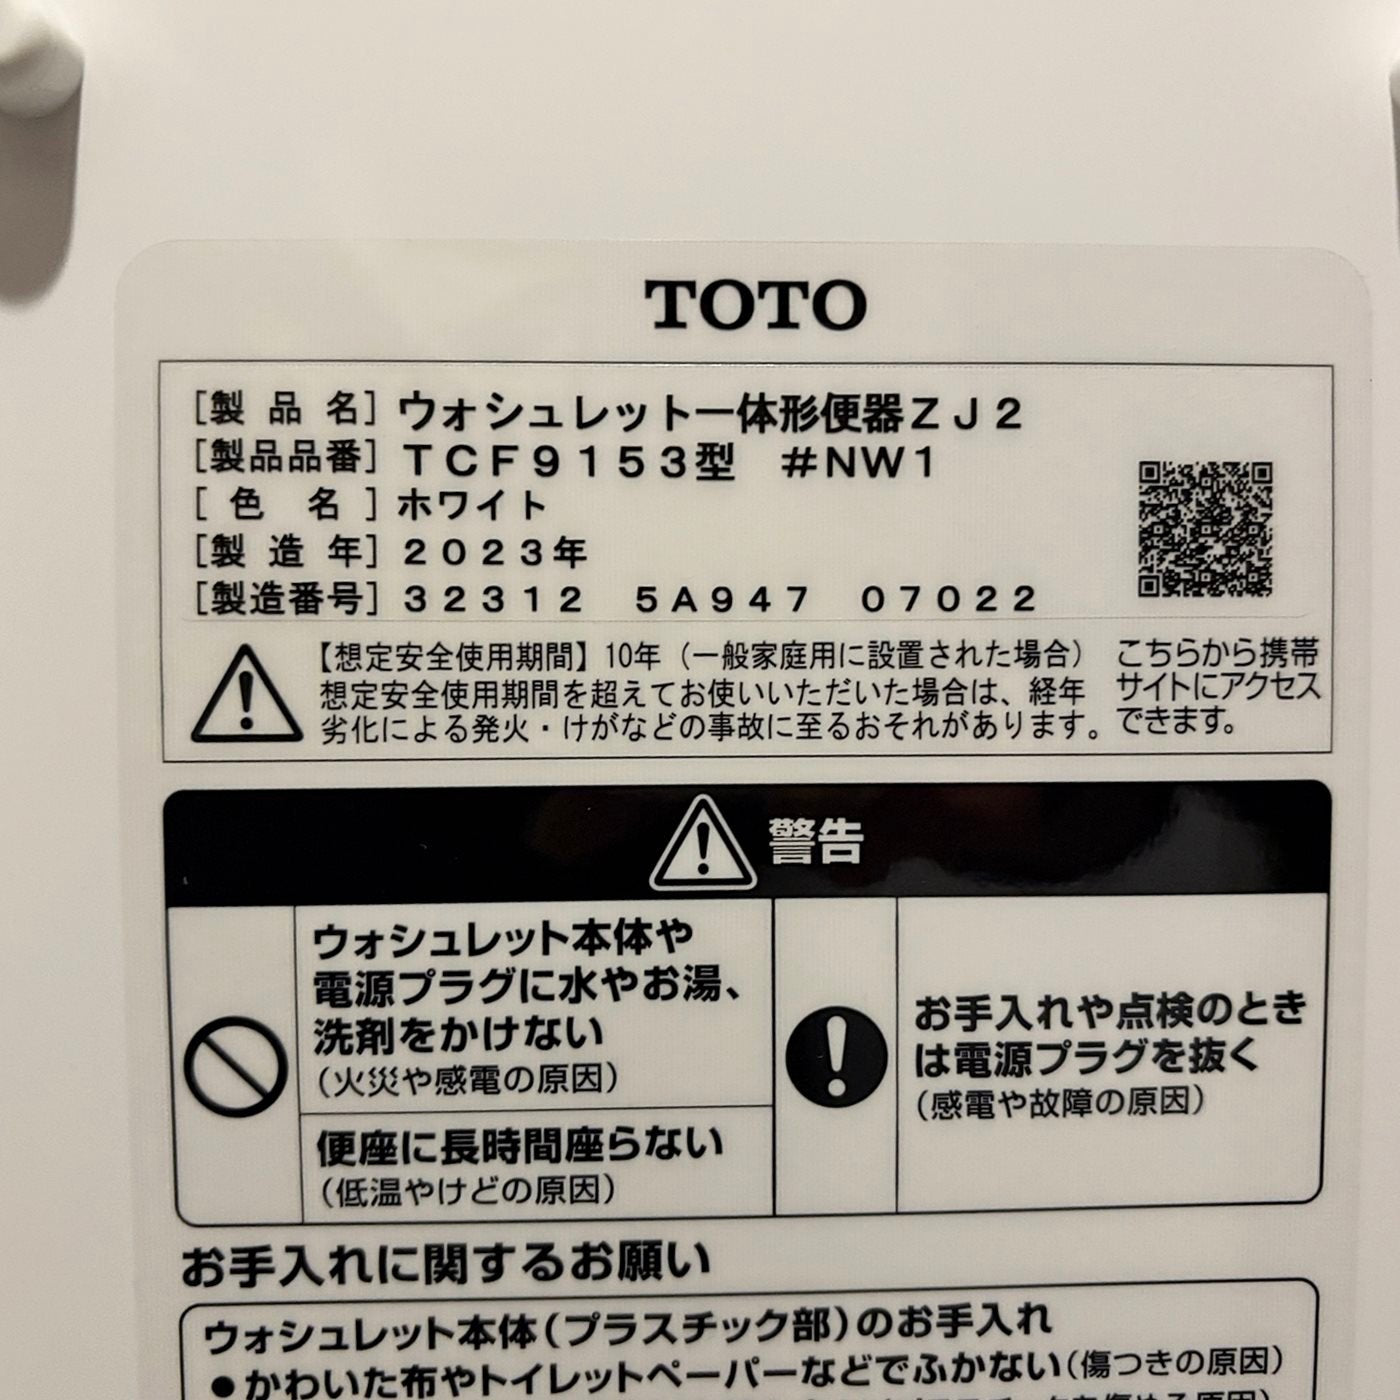 TOTO
[製品名] ウォシュレット一体形便器ZJ2
[製品品番] TCF9153型 #NW1
[色名] ホワイト
[製造年] 2023年
[製造番号] 32312 5A947 07022
【想定安全使用期間】10年（一般家庭用に設置された場合）
想定安全使用期間を超えてお使いいただいた場合は、経年
劣化による発火・けがなどの事故に至るおそれがあります。
こちらから携帯
サイトにアクセス
できます。
警告
ウォシュレット本体や
電源プラグに水やお湯、
洗剤をかけない
（火災や感電の原因）
便座に長時間座らない
（低温やけどの原因）
お手入れや点検のとき
は電源プラグを抜く
（感電や故障の原因）
お手入れに関するお願い
ウォシュレット本体（プラスチック部）のお手入れ
●かわいた布やトイレットペーパーなどでふかない（傷つきの原因）